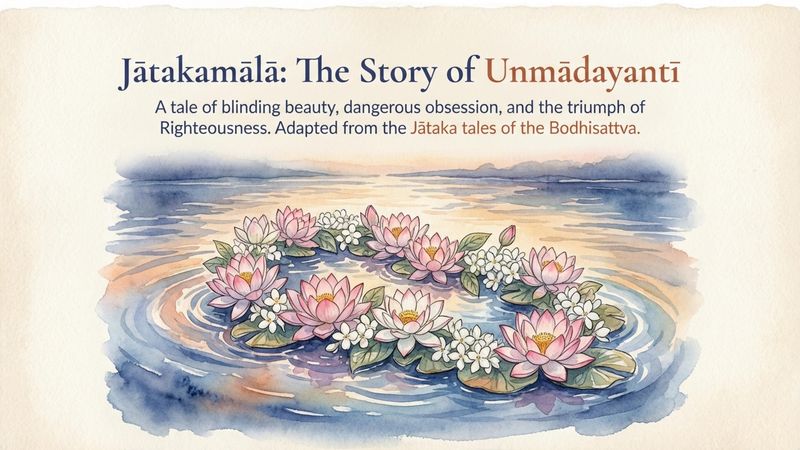 Jātakamālā: The Story of Unmādayantī
A tale of blinding beauty, dangerous obsession, and the triumph of
Righteousness. Adapted from the Jātaka tales of the Bodhisattva.